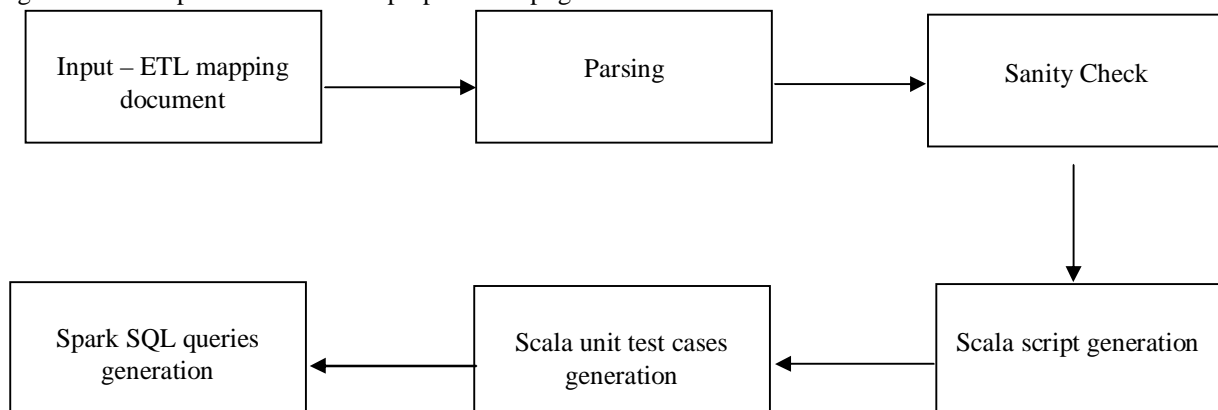 Input – ETL mapping
document
Parsing
Sanity Check
Scala script generation
Scala unit test cases
generation
Spark SQL queries
generation